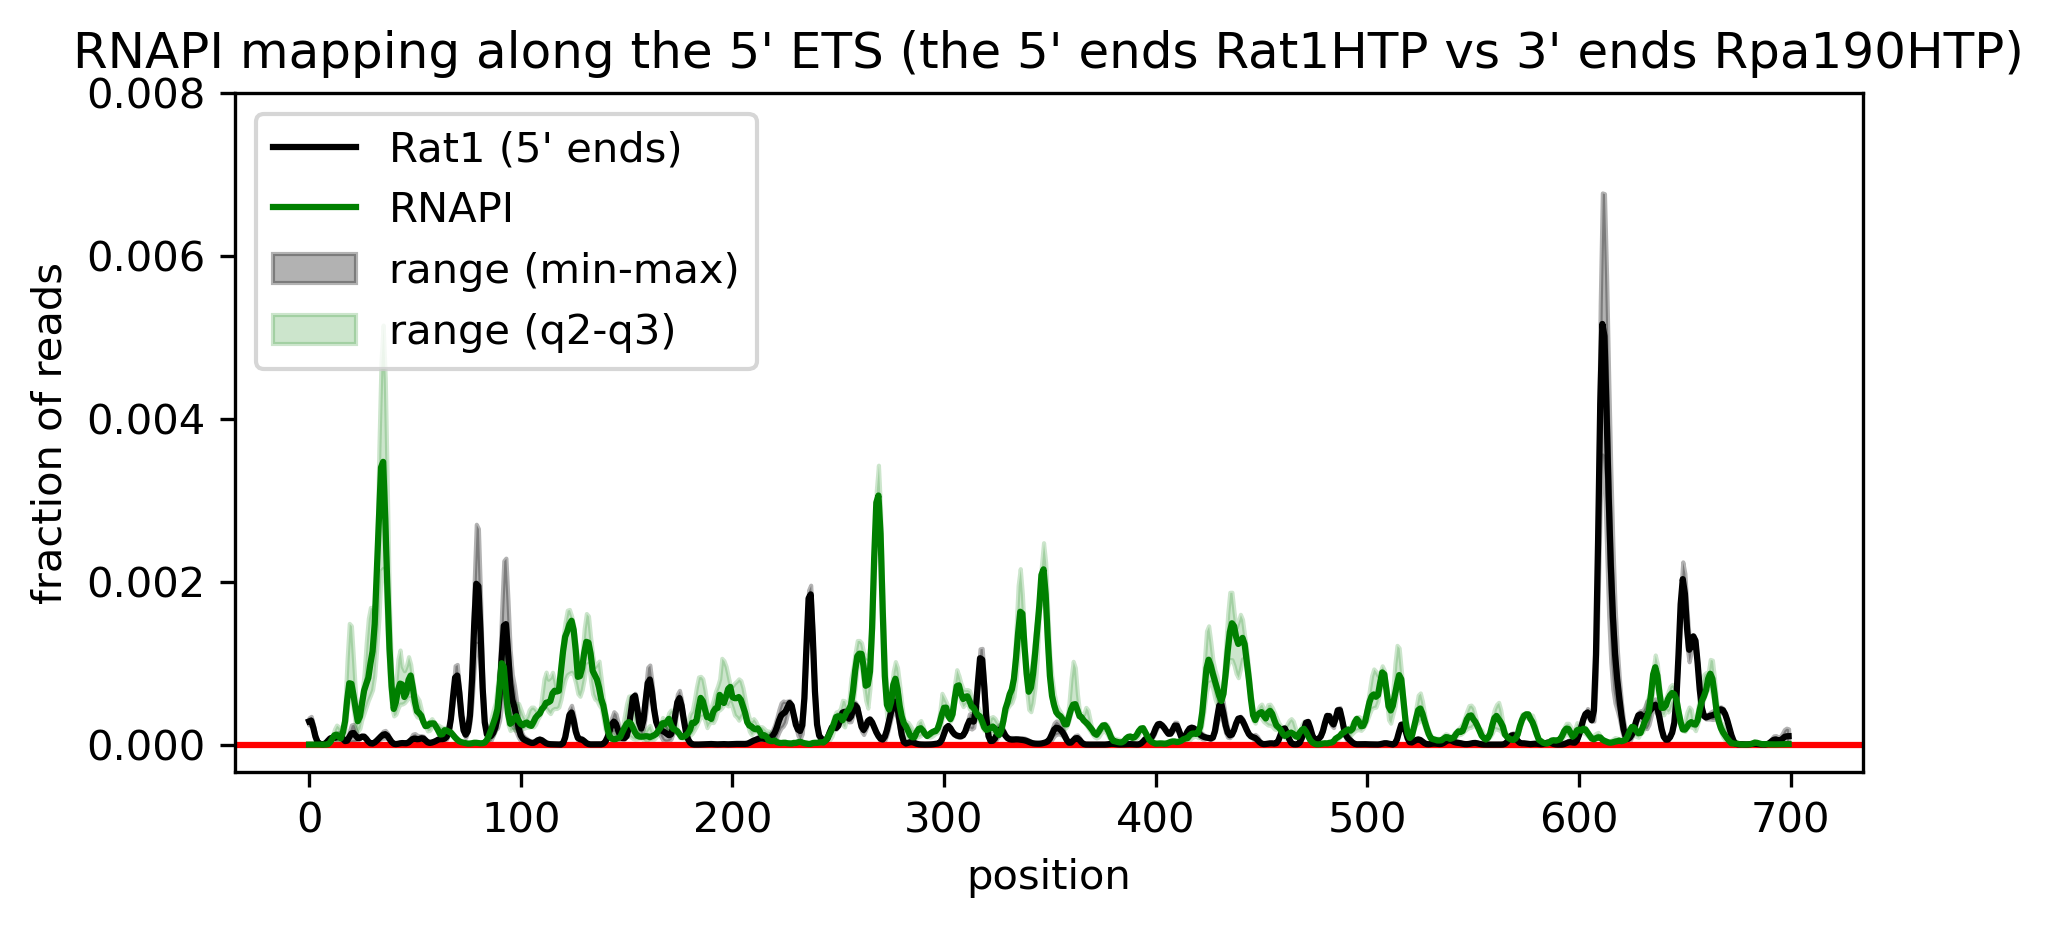 RNAPI mapping along the 5' ETS (the 5' ends Rat1HTP vs 3' ends Rpa190HTP)
0.008
0.006
0.004
0.002
0.000
fraction of reads
Rat1 (5' ends)
RNAPI
range (min-max)
range (q2-q3)
0 100 200 300 400 500 600 700
position